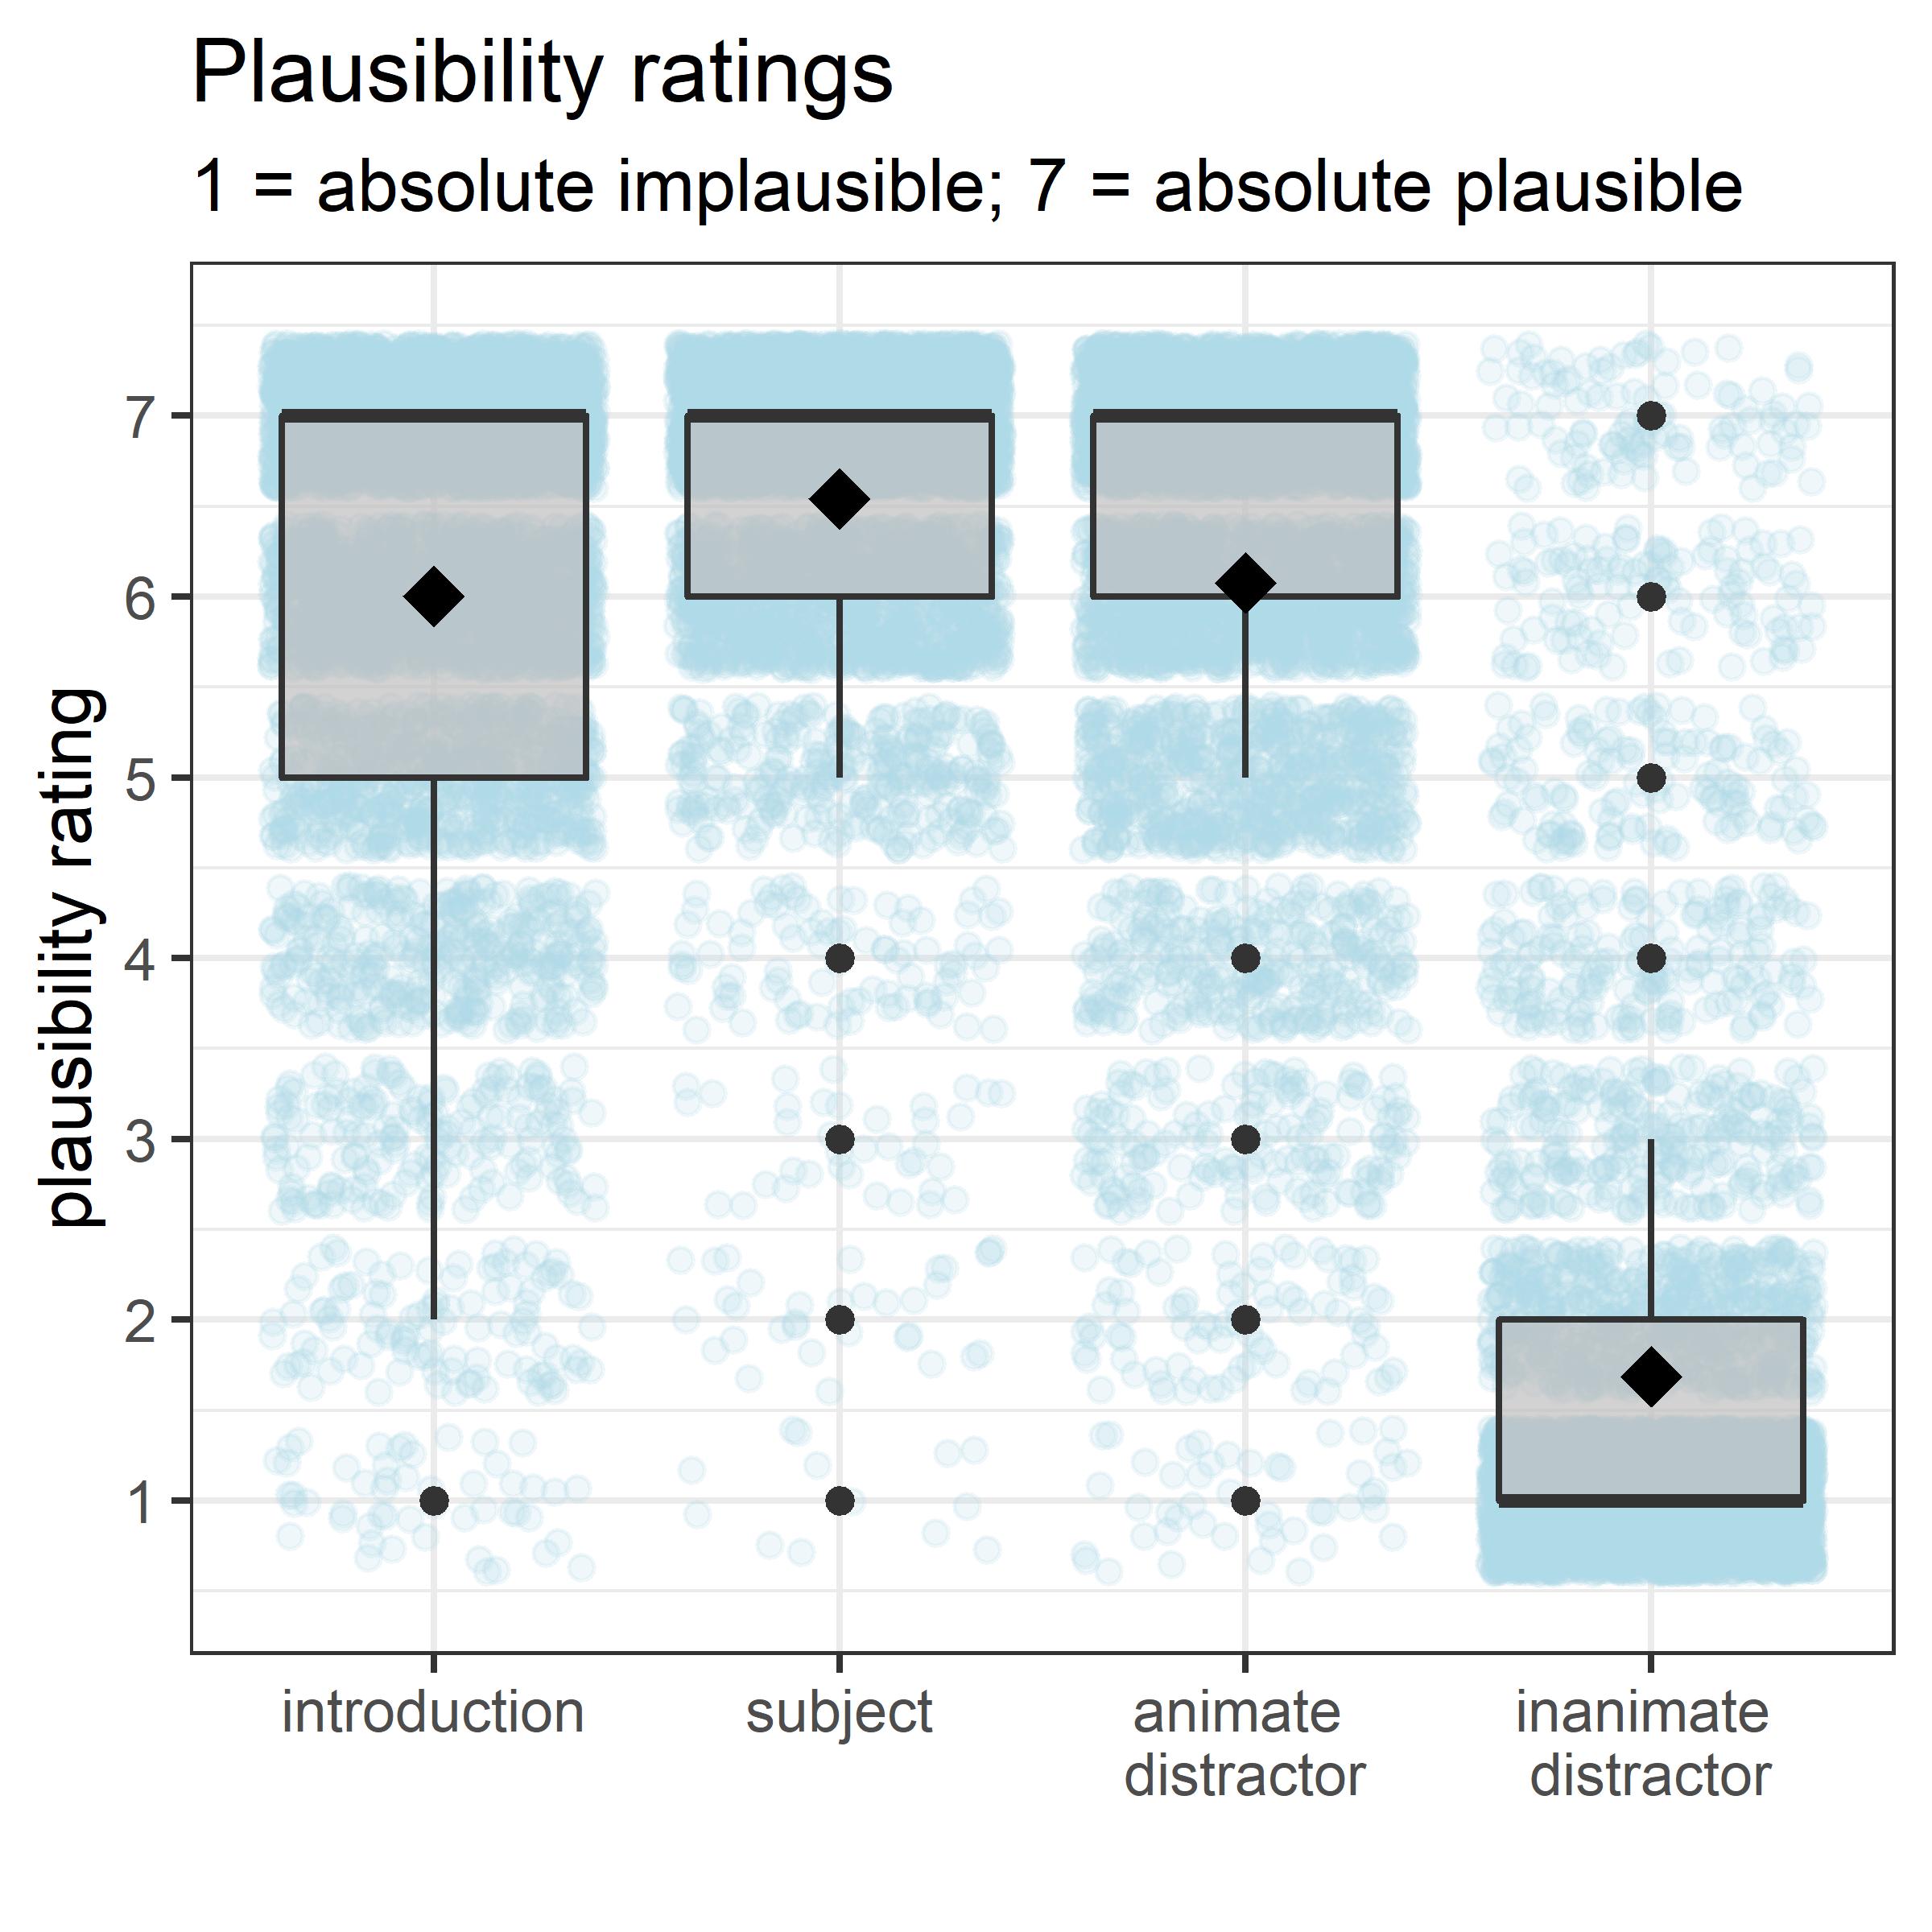 Plausibility ratings
1 = absolute implausible; 7 = absolute plausible
plausibility rating
7
6
5
4
3
2
1
introduction
subject
animate
distractor
inanimate
distractor